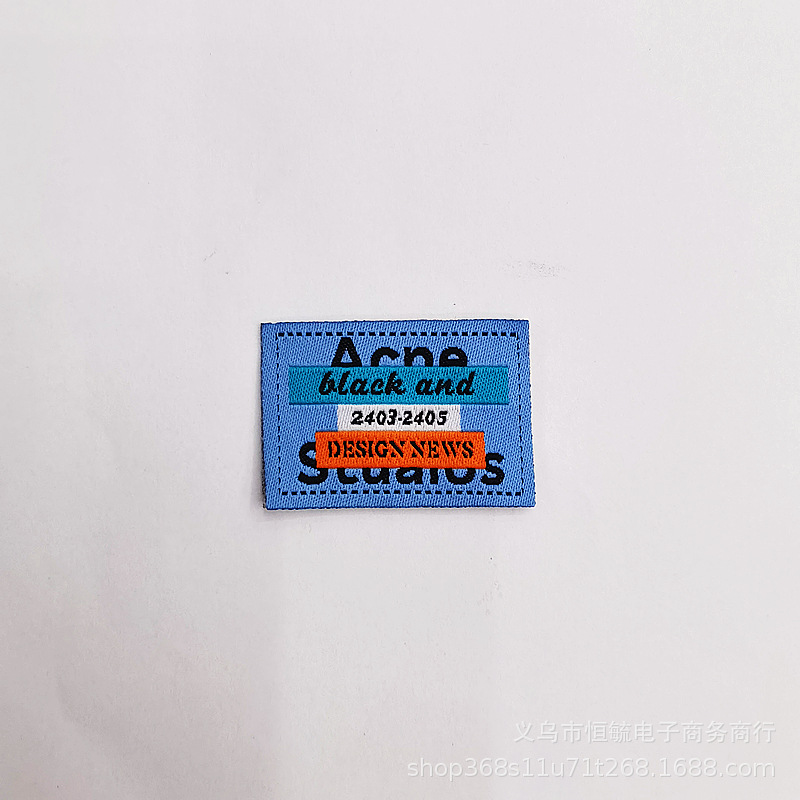 Acne
black and
2403-2405
DESIGN NEWS
Studios
义乌市恒毓电子商务商行
shop368s11u71t268.1688.com